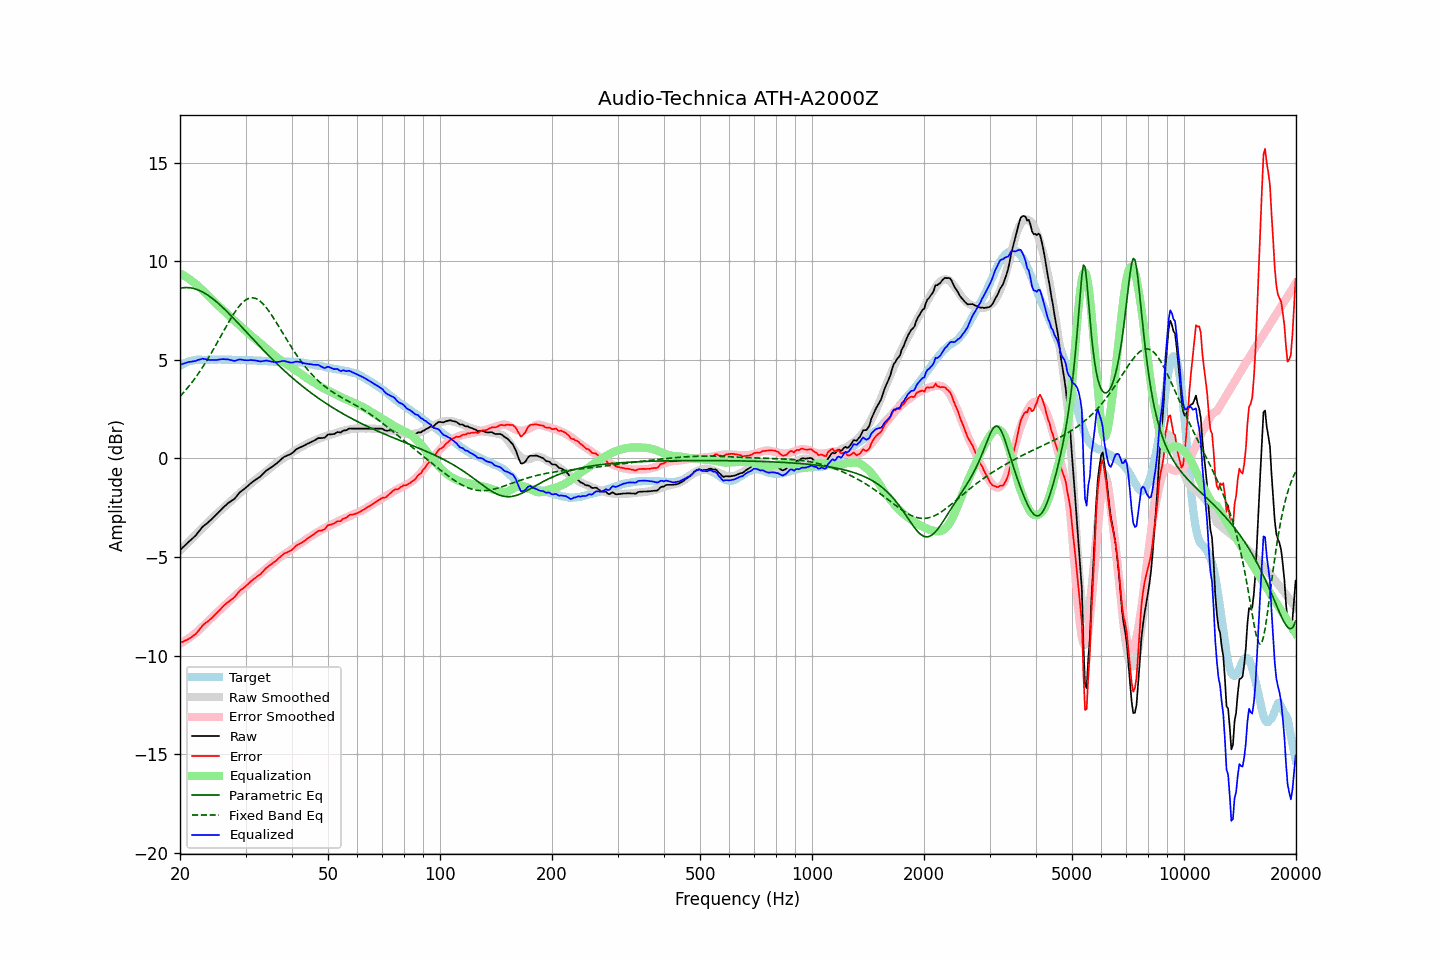 Audio-Technica ATH-A2000Z
Amplitude (dBr)
15
10
5
0
−5
−10
−15
−20
Target
Raw Smoothed
Error Smoothed
Raw
Error
Equalization
Parametric Eq
Fixed Band Eq
Equalized
20 50 100 200 500 1000 2000 5000 10000 20000
Frequency (Hz)